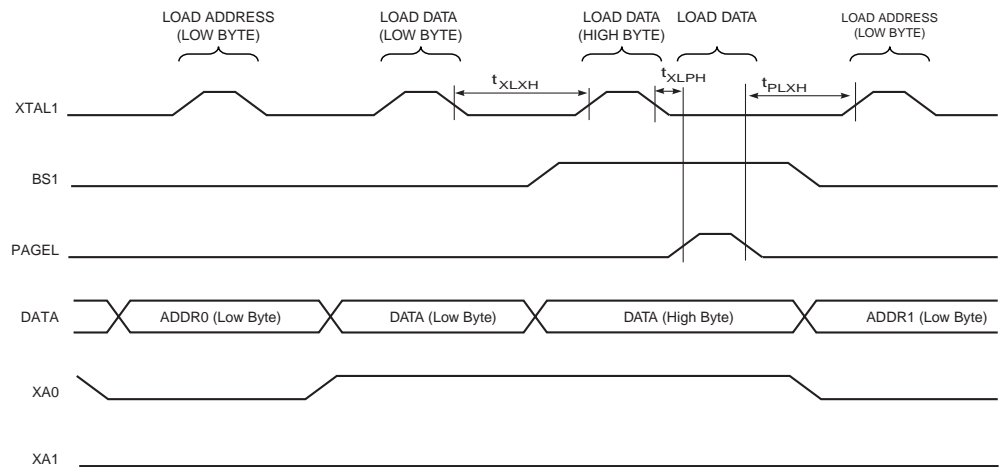 LOAD ADDRESS
(LOW BYTE)
LOAD DATA
(LOW BYTE)
LOAD DATA
(HIGH BYTE)
LOAD DATA
LOAD ADDRESS
(LOW BYTE)
tXLXH
tXLPH
tPLXH
XTAL1
BS1
PAGEL
DATA
ADDR0 (Low Byte)
DATA (Low Byte)
DATA (High Byte)
ADDR1 (Low Byte)
XA0
XA1